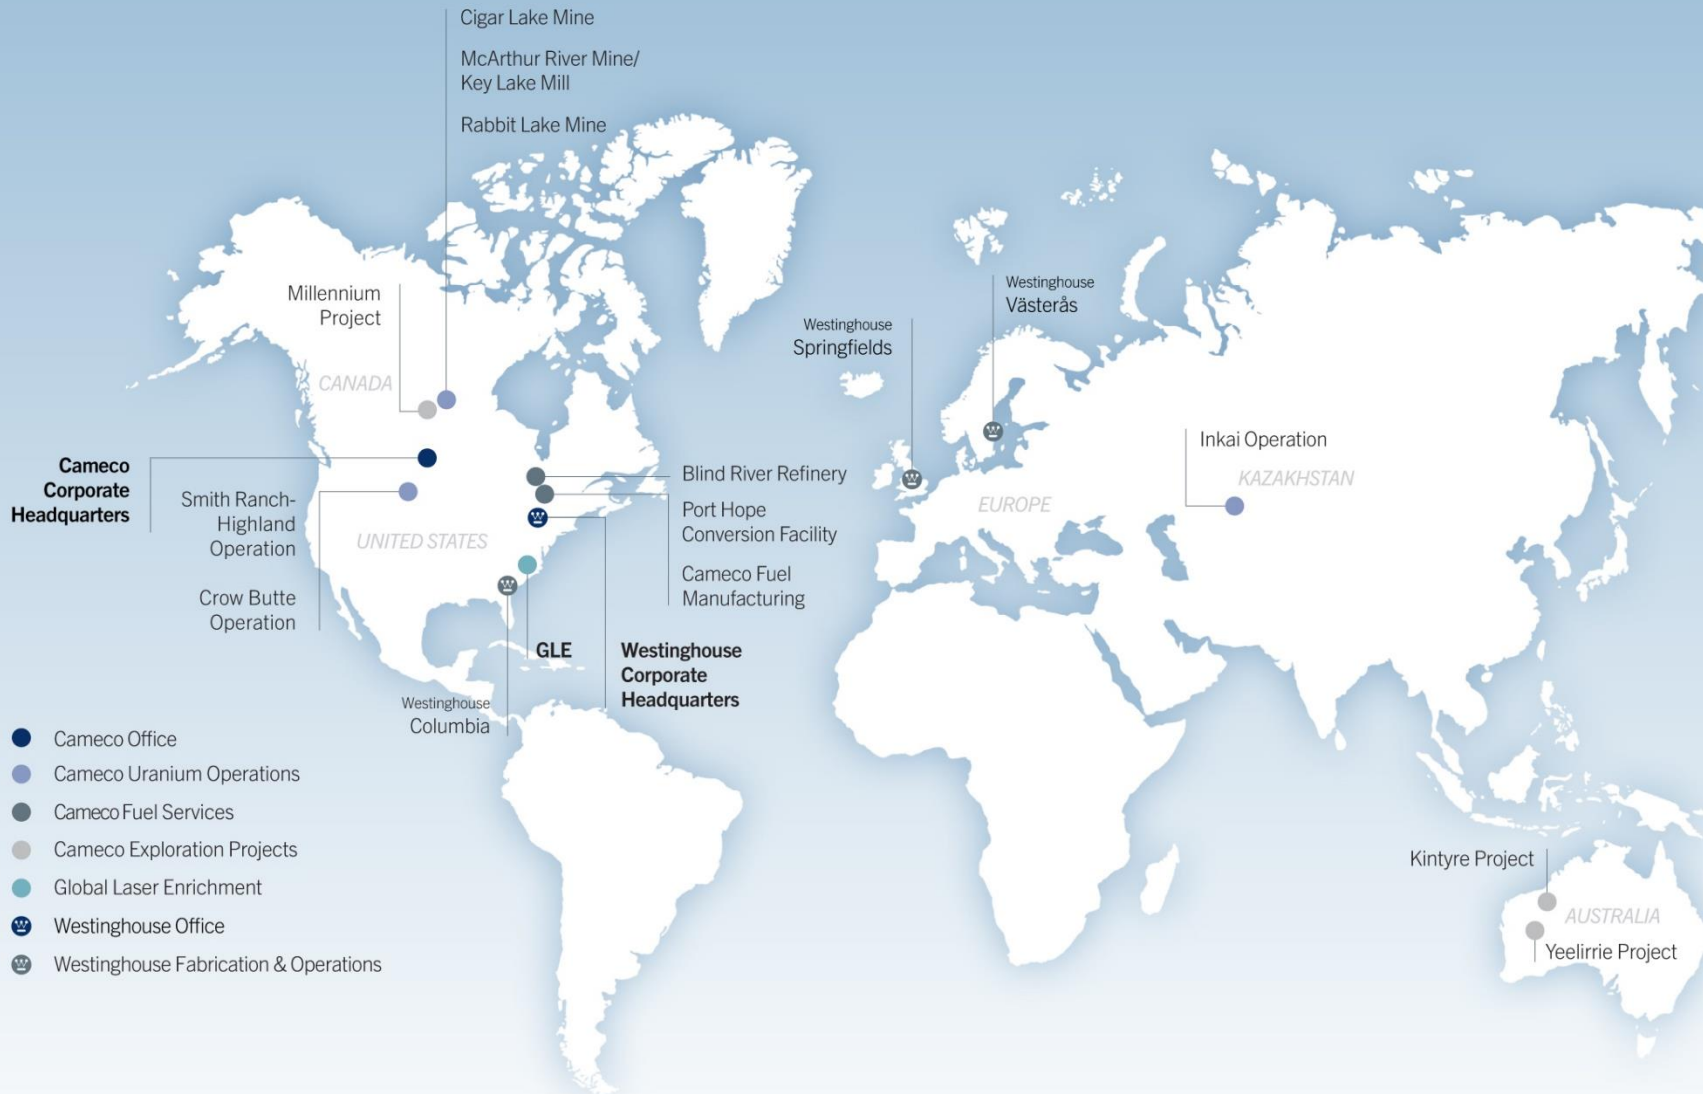 Cigar Lake Mine
McArthur River Mine/
Key Lake Mill
Rabbit Lake Mine
Millennium
Project
CANADA
Westinghouse
Västerås
Westinghouse
Springfields
Cameco
Corporate
Headquarters
Smith Ranch-
Highland
Operation
UNITED STATES
Crow Butte
Operation
Blind River Refinery
Port Hope
Conversion Facility
Cameco Fuel
Manufacturing
EUROPE
Inkai Operation
KAZAKHSTAN
GLE
Westinghouse
Corporate
Headquarters
Westinghouse
Columbia
Cameco Office
Cameco Uranium Operations
Cameco Fuel Services
Cameco Exploration Projects
Global Laser Enrichment
Westinghouse Office
Westinghouse Fabrication & Operations
Kintyre Project
AUSTRALIA
Yeelirrie Project